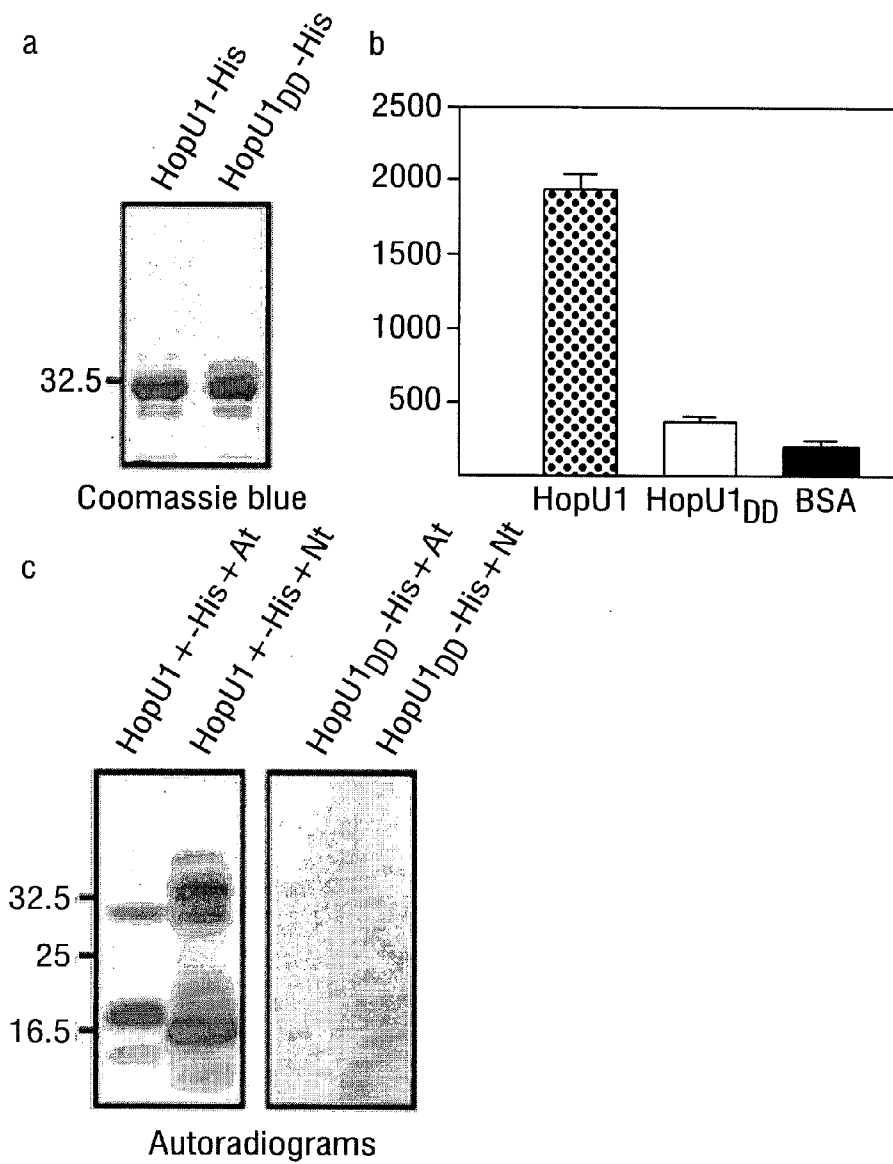 a
HopU1-His
HopU1DD-His
32.5
Coomassie blue
b
2500
2000
1500
1000
500
HopU1
HopU1DD
BSA
c
HopU1+-His+At
HopU1+-His+Nt
HopU1DD-His+At
HopU1DD-His+Nt
32.5
25
16.5
Autoradiograms